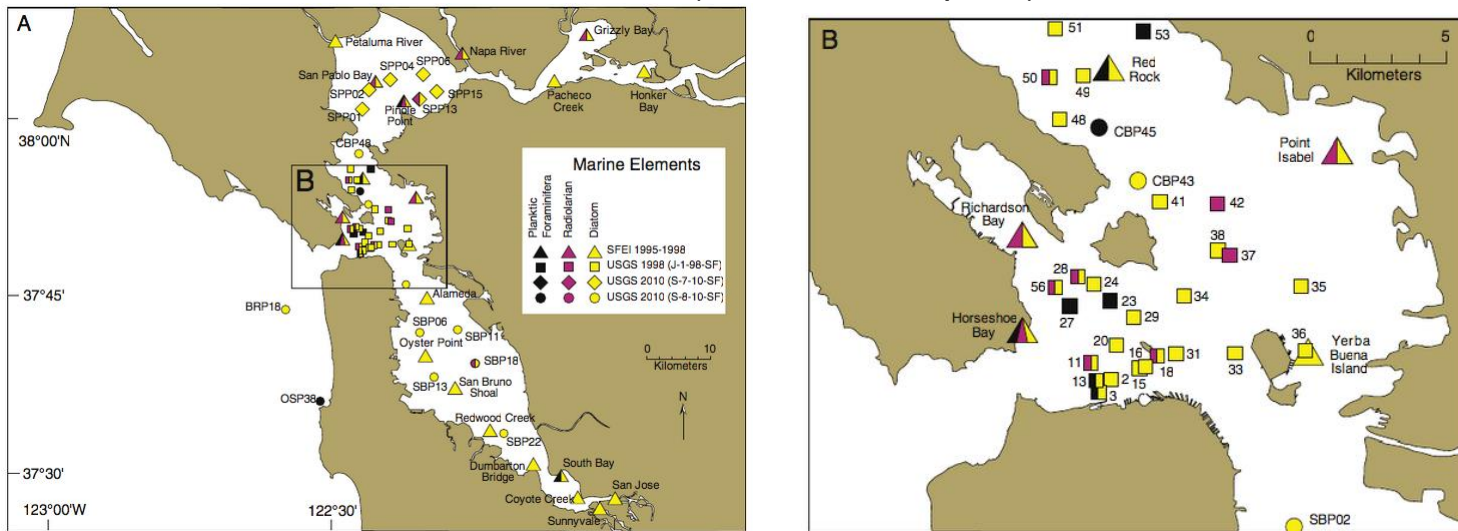 A
Petaluma River
Grizzly Bay
Napa River
SPP04
SPP06
San Pablo Bay
SPP02
SPP15
Pacheco Creek
Honker Bay
SPP01
Pinole Point
SPP13
38°00'N
CBP48
B
Marine Elements
Planktic Foraminifera
Radiolarian
Diatom
SFEI 1995-1998
USGS 1998 (J-1-98-SF)
USGS 2010 (S-7-10-SF)
USGS 2010 (S-8-10-SF)
37°45'
BRP18
Alameda
SBP06
SBP11
Oyster Point
SBP18
0 10
Kilometers
SBP13
San Bruno Shoal
OSP38
N
Redwood Creek
SBP22
Dumbarton Bridge
South Bay
37°30'
Coyote Creek
San Jose
Sunnyvale
123°00'W
122°30'
B
51
53
0 5
Kilometers
Red Rock
50
49
48
CBP45
Point Isabel
CBP43
41
42
Richardson Bay
38
37
28
24
56
35
34
23
27
29
Horseshoe Bay
36
20
16
31
Yerba Buena Island
11
18
33
13
2
15
3
SBP02